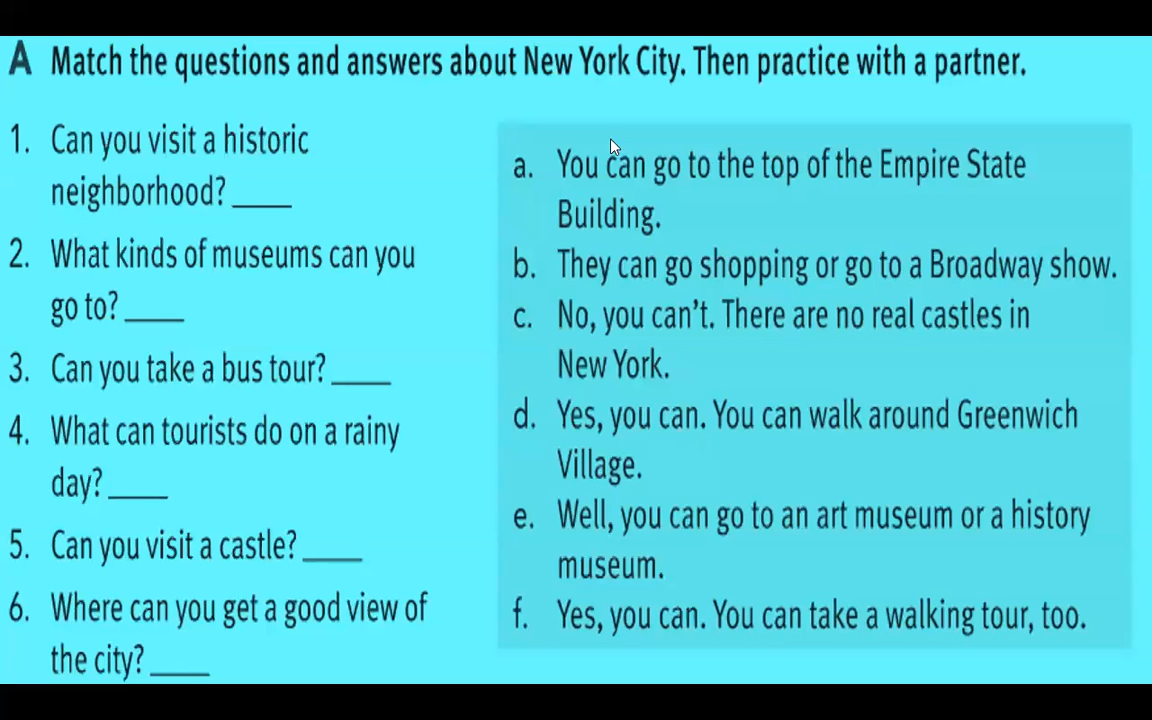 A Match the questions and answers about New York City. Then practice with a partner.
1. Can you visit a historic
neighborhood? ____
2. What kinds of museums can you
go to? ____
3. Can you take a bus tour? ____
4. What can tourists do on a rainy
day? ____
5. Can you visit a castle? ____
6. Where can you get a good view of
the city? ____
a. You can go to the top of the Empire State
Building.
b. They can go shopping or go to a Broadway show.
c. No, you can’t. There are no real castles in
New York.
d. Yes, you can. You can walk around Greenwich
Village.
e. Well, you can go to an art museum or a history
museum.
f. Yes, you can. You can take a walking tour, too.